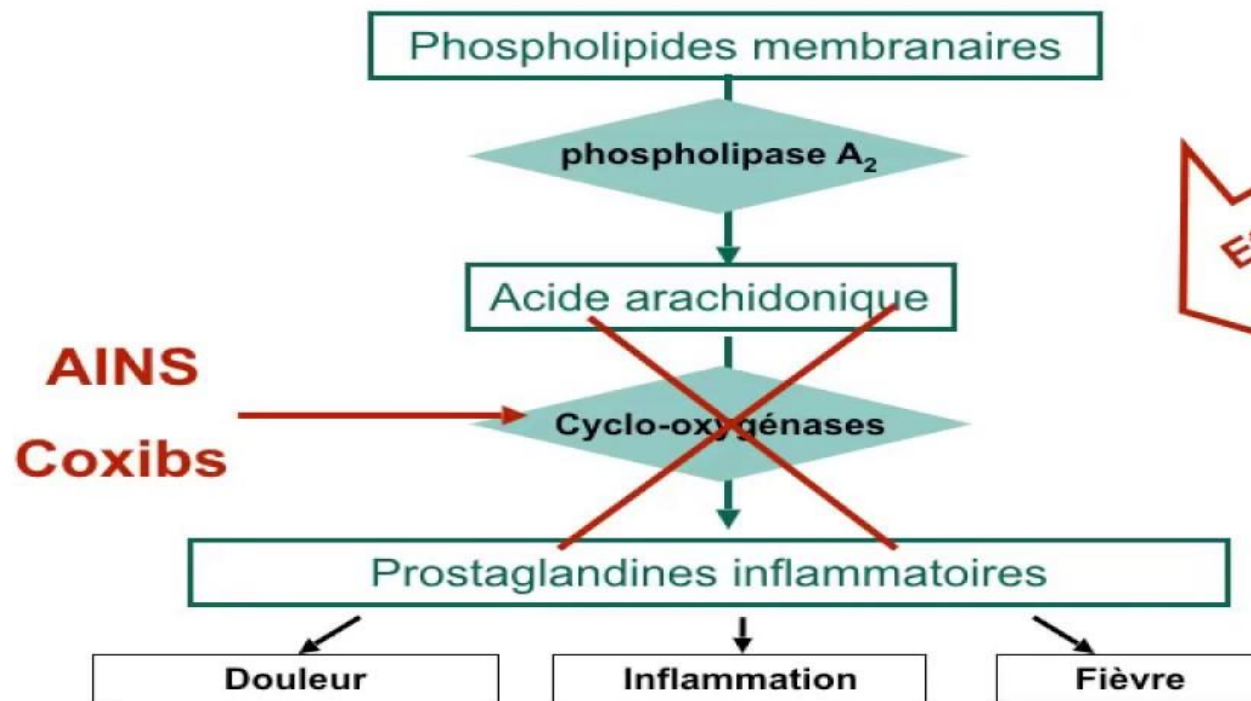 Phospholipides membranaires
phospholipase A₂
Acide arachidonique
AINS
Coxibs
Cyclo-oxygénases
Prostaglandines inflammatoires
Douleur
Inflammation
Fièvre